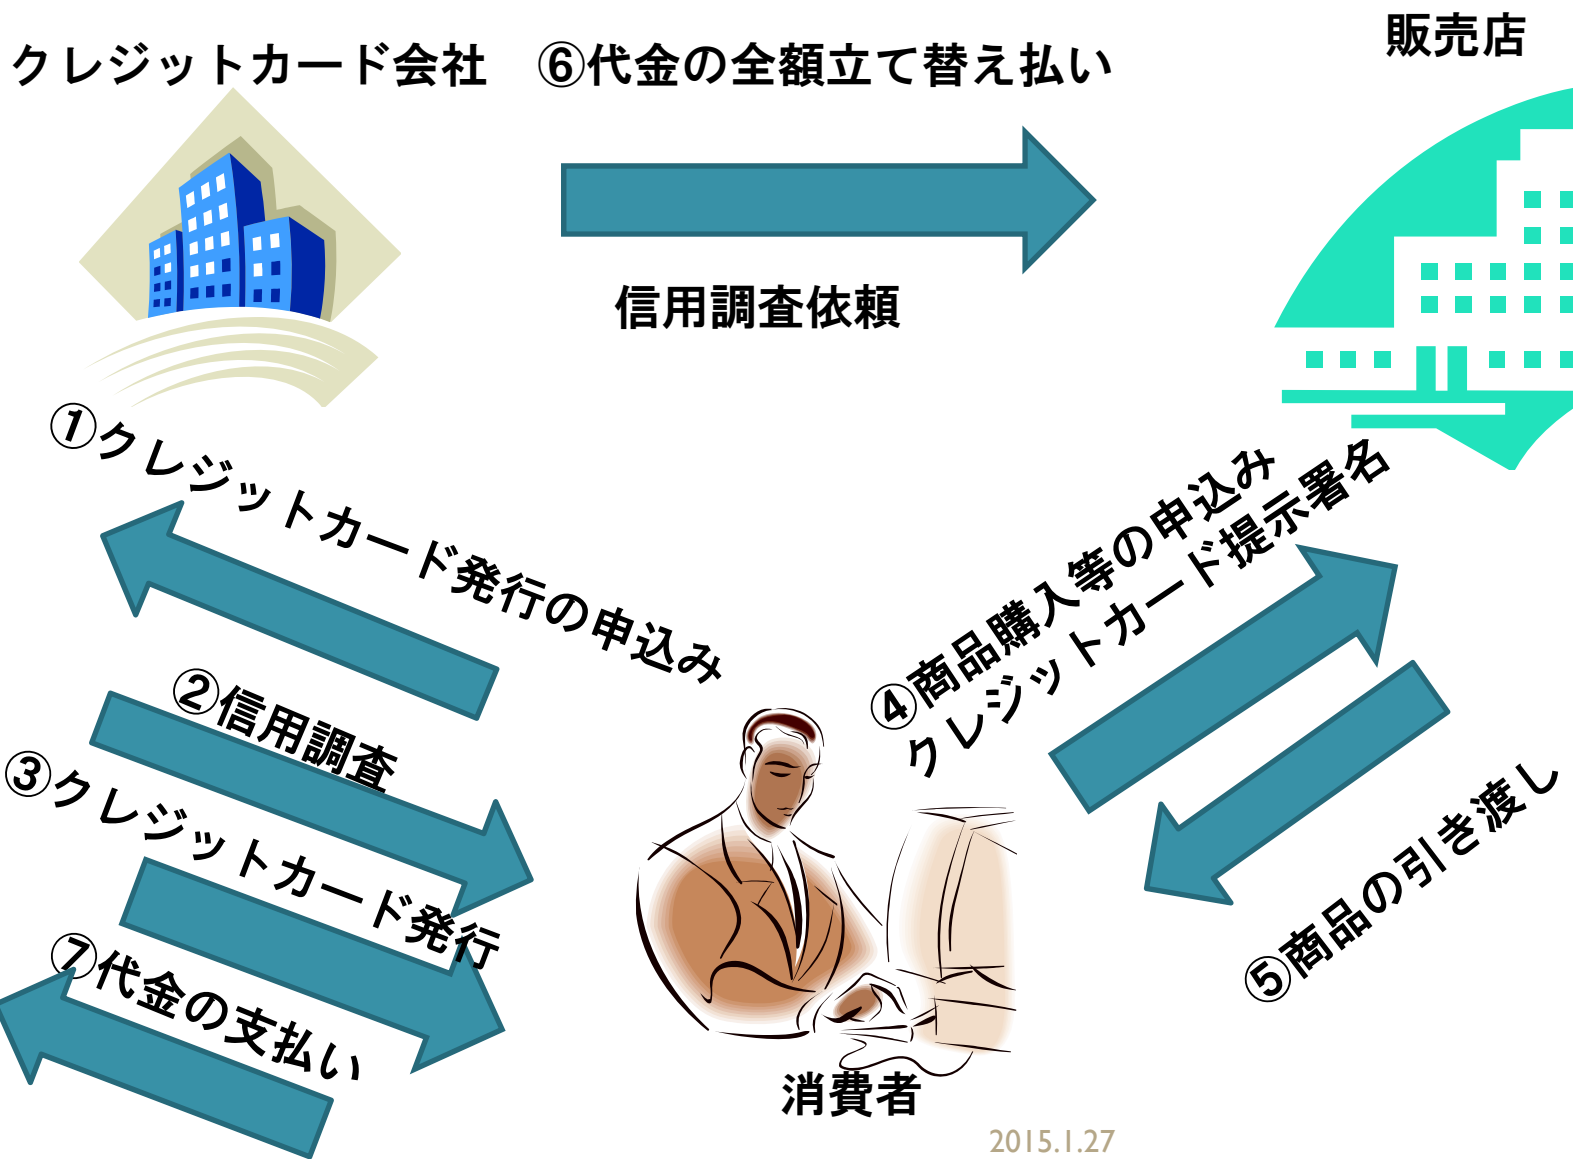 クレジットカード会社
⑥代金の全額立て替え払い
販売店
信用調査依頼
①クレジットカード発行の申込み
②信用調査
③クレジットカード発行
⑦代金の支払い
④商品購入等の申込み
クレジットカード提示署名
⑤商品の引き渡し
消費者
2015.1.27